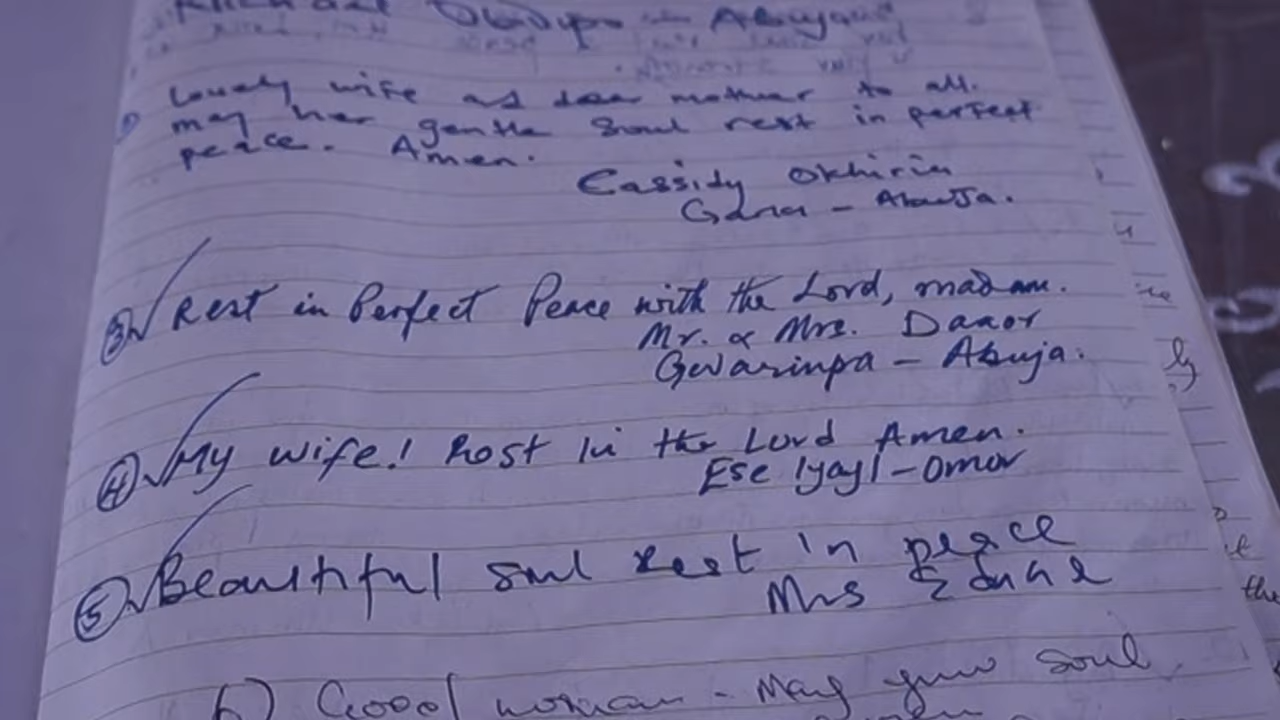 Abuja
Lovely wife and dear mother to all.
may her gentle Soul rest in perfect
peace. Amen.
Cassidy Okhiria
Garki - Abuja.
③ Rest in Perfect Peace with the Lord, madam.
Mr. & Mrs. Danor
Gwarinpa - Abuja.
④ My wife! Rest In the Lord Amen.
Ese Iyayi-Omor
⑤ Beautiful soul rest in peace
Mrs
6) Good woman - May your soul